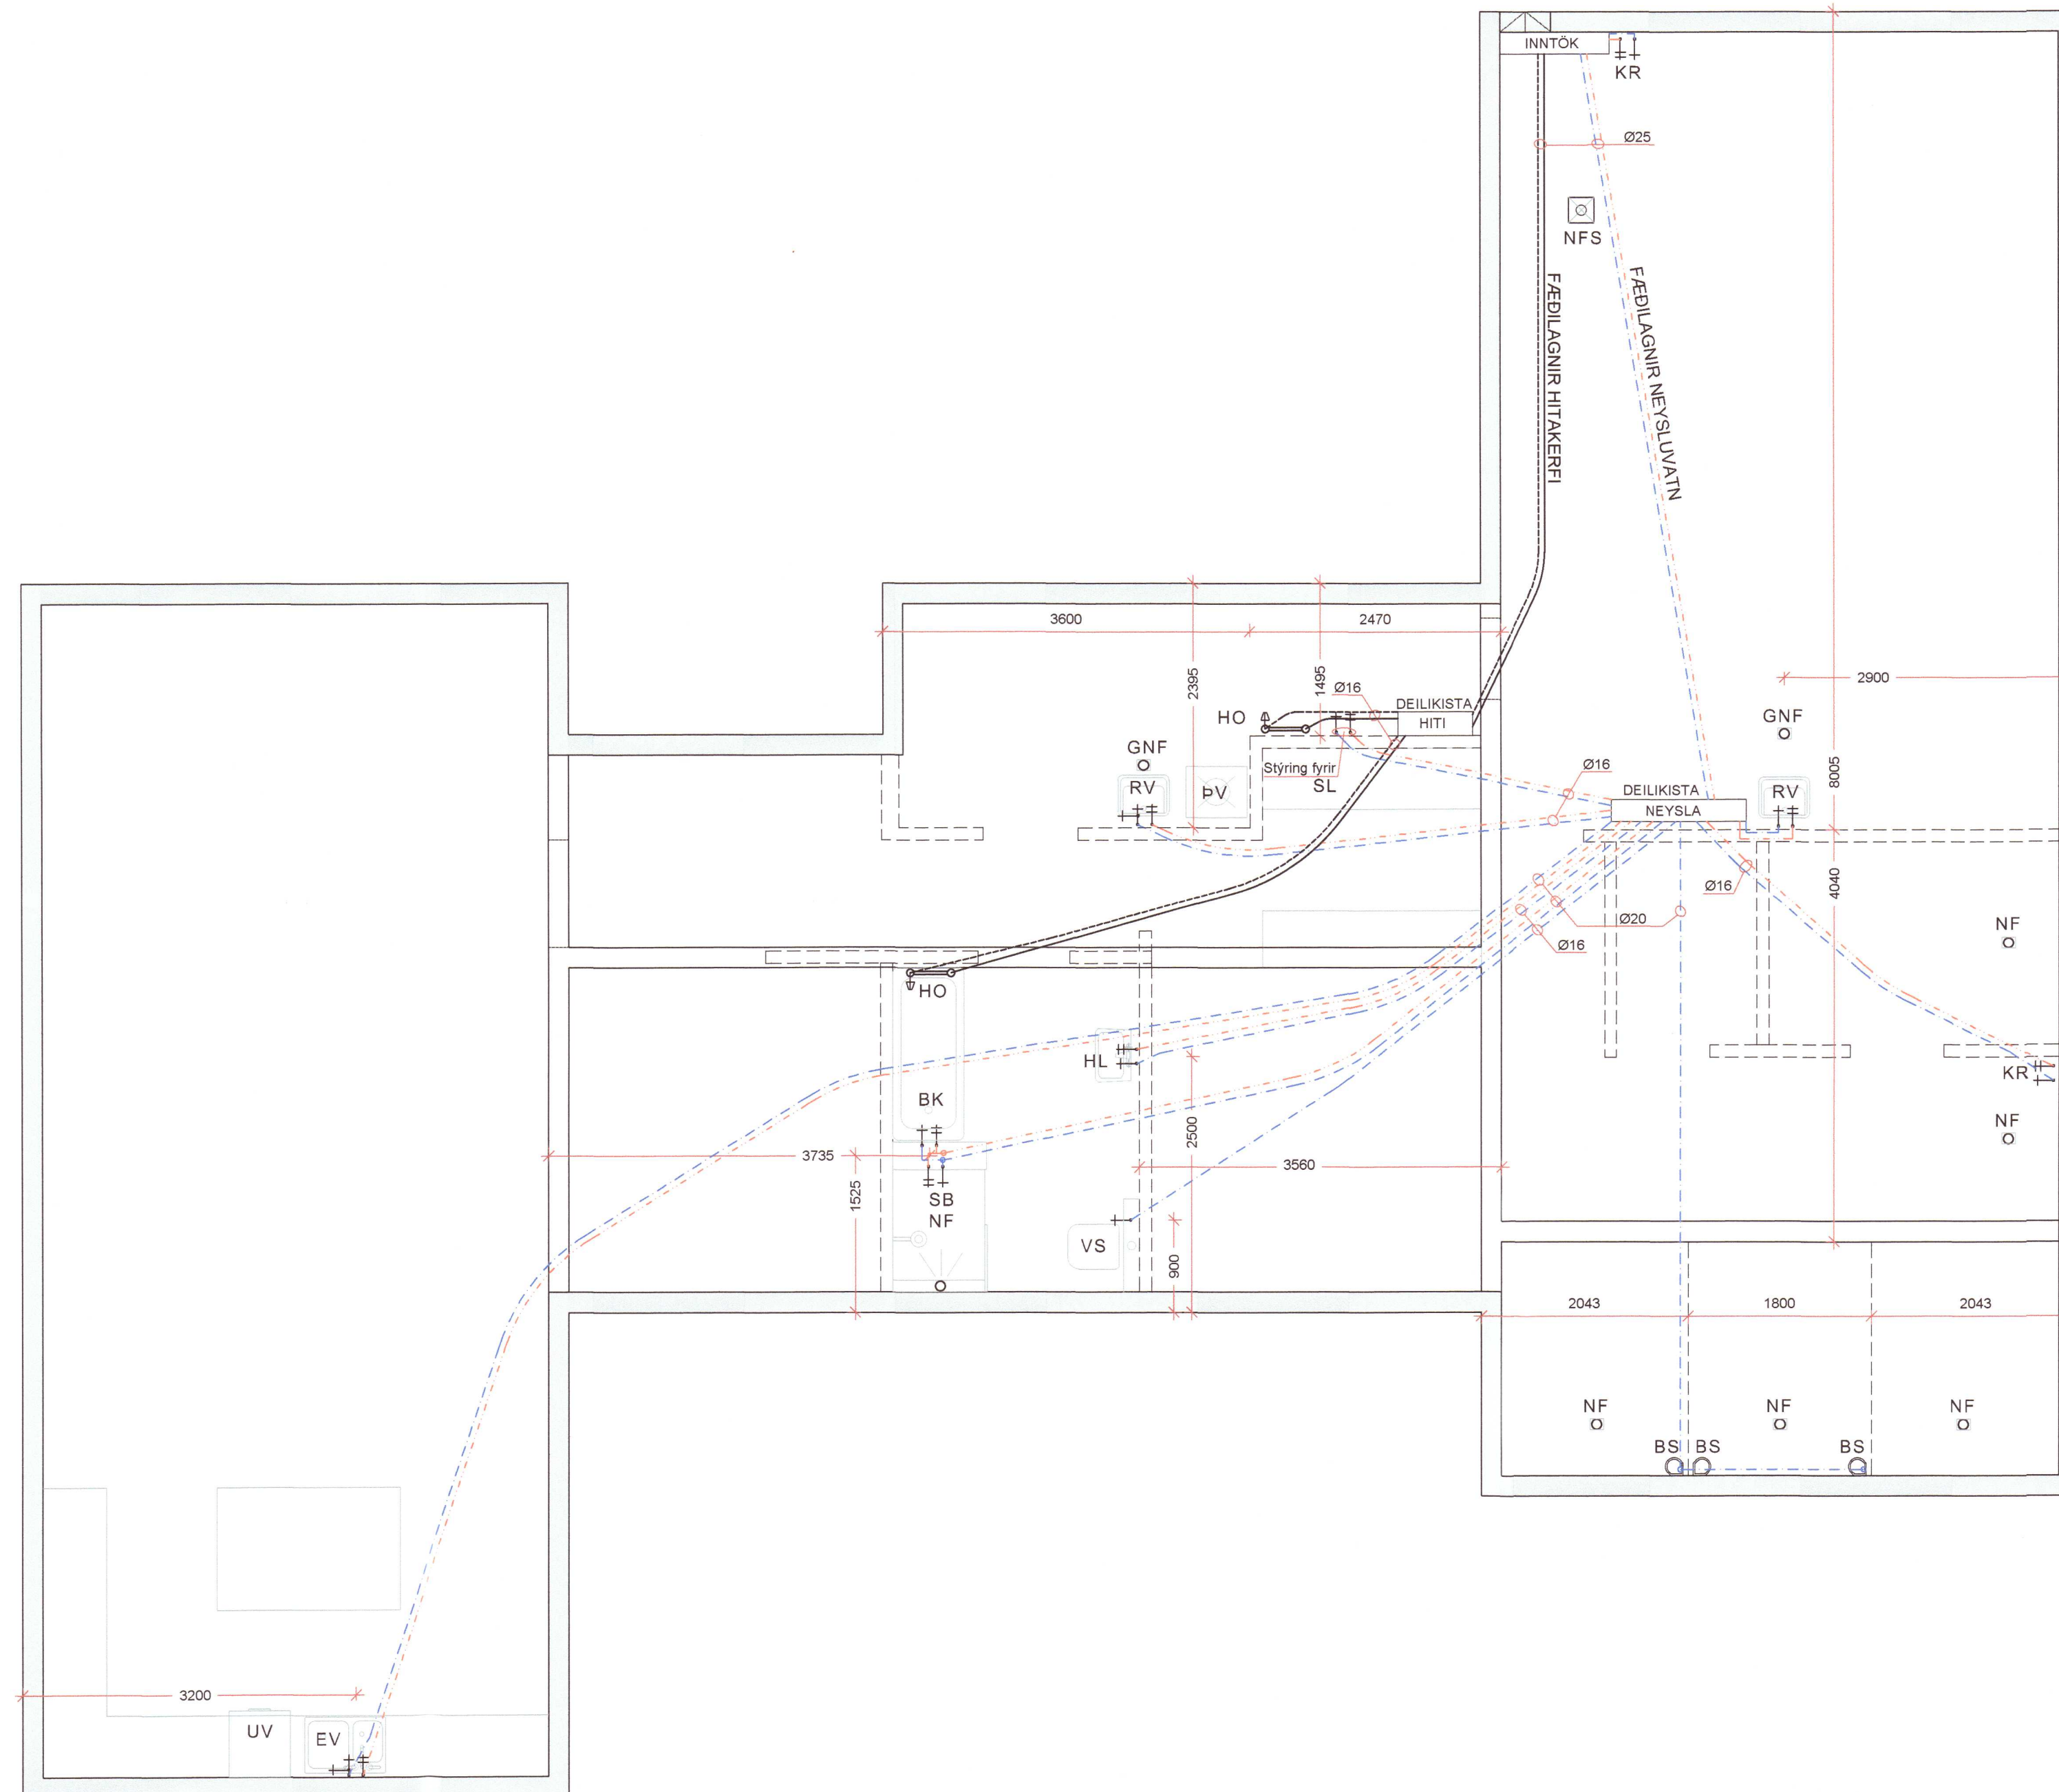 INNTÖK
KR
Ø25
NFS
FÆÐILAGNIR HITAKERFI
FÆÐILAGNIR NEYSLUVATN
3600
2470
2395
1495
2900
Ø16
DEILIKISTA
HITI
HO
GNF
GNF
8005
RV
ÞV
Stýring fyrir
SL
Ø16
DEILIKISTA
NEYSLA
RV
Ø16
4040
Ø20
Ø16
NF
HO
HL
BK
KR
2500
NF
3735
3560
1525
SB
NF
VS
900
2043
1800
2043
NF
NF
NF
BS
BS
BS
3200
UV
EV